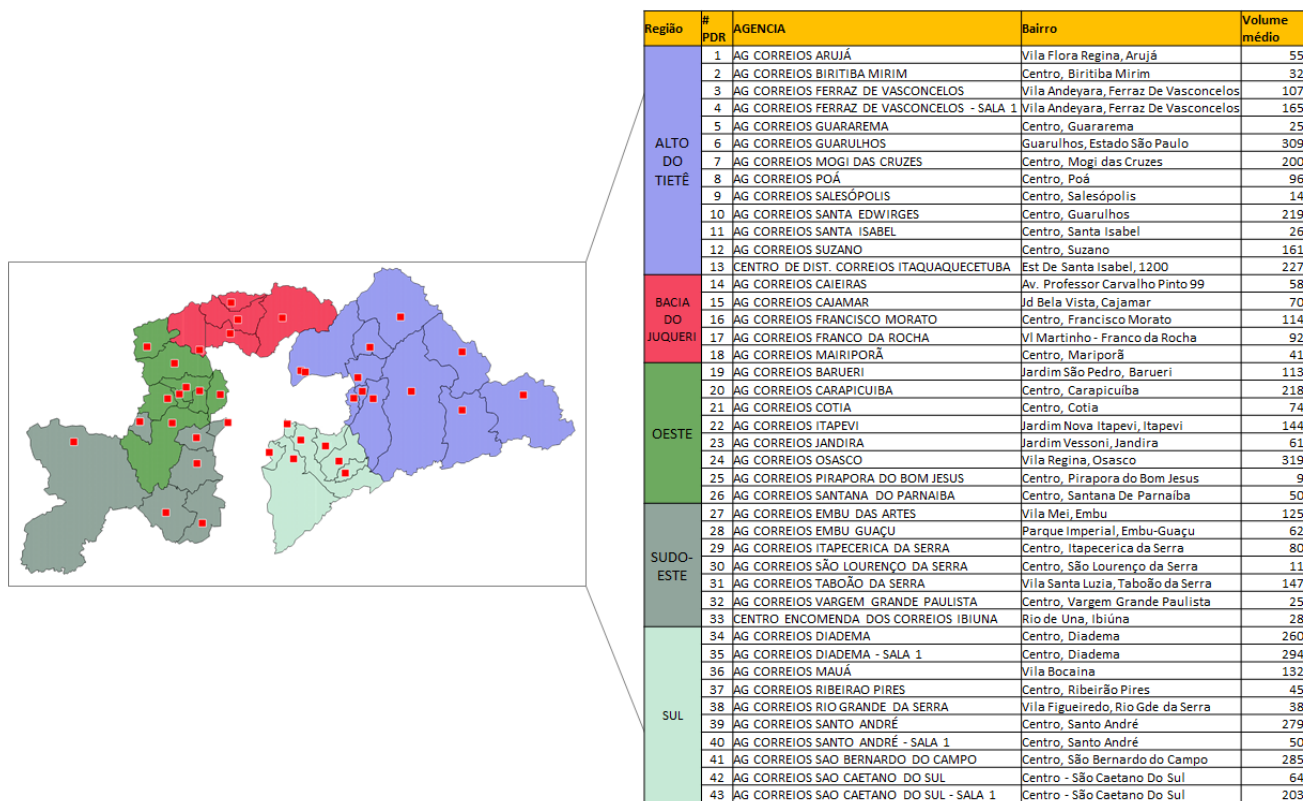 Região # PDR AGENCIA Bairro Volume médio
ALTO DO TIETÊ
1 AG CORREIOS ARUJÁ Vila Flora Regina, Arujá 55
2 AG CORREIOS BIRITIBA MIRIM Centro, Biritiba Mirim 32
3 AG CORREIOS FERRAZ DE VASCONCELOS Vila Andeyara, Ferraz De Vasconcelos 107
4 AG CORREIOS FERRAZ DE VASCONCELOS - SALA 1 Vila Andeyara, Ferraz De Vasconcelos 165
5 AG CORREIOS GUARAREMA Centro, Guararema 25
6 AG CORREIOS GUARULHOS Guarulhos, Estado São Paulo 309
7 AG CORREIOS MOGI DAS CRUZES Centro, Mogi das Cruzes 200
8 AG CORREIOS POÁ Centro, Poá 96
9 AG CORREIOS SALESÓPOLIS Centro, Salesópolis 14
10 AG CORREIOS SANTA EDWIRGES Centro, Guarulhos 219
11 AG CORREIOS SANTA ISABEL Centro, Santa Isabel 26
12 AG CORREIOS SUZANO Centro, Suzano 161
13 CENTRO DE DIST. CORREIOS ITAQUAQUECETUBA Est De Santa Isabel, 1200 227
BACIA DO JUQUERI
14 AG CORREIOS CAIEIRAS Av. Professor Carvalho Pinto 99 58
15 AG CORREIOS CAJAMAR Jd Bela Vista, Cajamar 70
16 AG CORREIOS FRANCISCO MORATO Centro, Francisco Morato 114
17 AG CORREIOS FRANCO DA ROCHA Vl Martinho - Franco da Rocha 92
18 AG CORREIOS MAIRIPORÃ Centro, Mariporã 41
OESTE
19 AG CORREIOS BARUERI Jardim São Pedro, Barueri 113
20 AG CORREIOS CARAPICUIBA Centro, Carapicuíba 218
21 AG CORREIOS COTIA Centro, Cotia 74
22 AG CORREIOS ITAPEVI Jardim Nova Itapevi, Itapevi 144
23 AG CORREIOS JANDIRA Jardim Vessoni, Jandira 61
24 AG CORREIOS OSASCO Vila Regina, Osasco 319
25 AG CORREIOS PIRAPORA DO BOM JESUS Centro, Pirapora do Bom Jesus 9
26 AG CORREIOS SANTANA DO PARNAIBA Centro, Santana De Parnaíba 50
SUDO-ESTE
27 AG CORREIOS EMBU DAS ARTES Vila Mei, Embu 125
28 AG CORREIOS EMBU GUAÇU Parque Imperial, Embu-Guaçu 62
29 AG CORREIOS ITAPECERICA DA SERRA Centro, Itapecerica da Serra 80
30 AG CORREIOS SÃO LOURENÇO DA SERRA Centro, São Lourenço da Serra 11
31 AG CORREIOS TABOÃO DA SERRA Vila Santa Luzia, Taboão da Serra 147
32 AG CORREIOS VARGEM GRANDE PAULISTA Centro, Vargem Grande Paulista 25
33 CENTRO ENCOMENDA DOS CORREIOS IBIUNA Rio de Una, Ibiúna 28
SUL
34 AG CORREIOS DIADEMA Centro, Diadema 260
35 AG CORREIOS DIADEMA - SALA 1 Centro, Diadema 294
36 AG CORREIOS MAUÁ Vila Bocaina 132
37 AG CORREIOS RIBEIRAO PIRES Centro, Ribeirão Pires 45
38 AG CORREIOS RIO GRANDE DA SERRA Vila Figueiredo, Rio Gde da Serra 38
39 AG CORREIOS SANTO ANDRÉ Centro, Santo André 279
40 AG CORREIOS SANTO ANDRÉ - SALA 1 Centro, Santo André 50
41 AG CORREIOS SAO BERNARDO DO CAMPO Centro, São Bernardo do Campo 285
42 AG CORREIOS SAO CAETANO DO SUL Centro - São Caetano Do Sul 64
43 AG CORREIOS SAO CAETANO DO SUL - SALA 1 Centro - São Caetano Do Sul 203